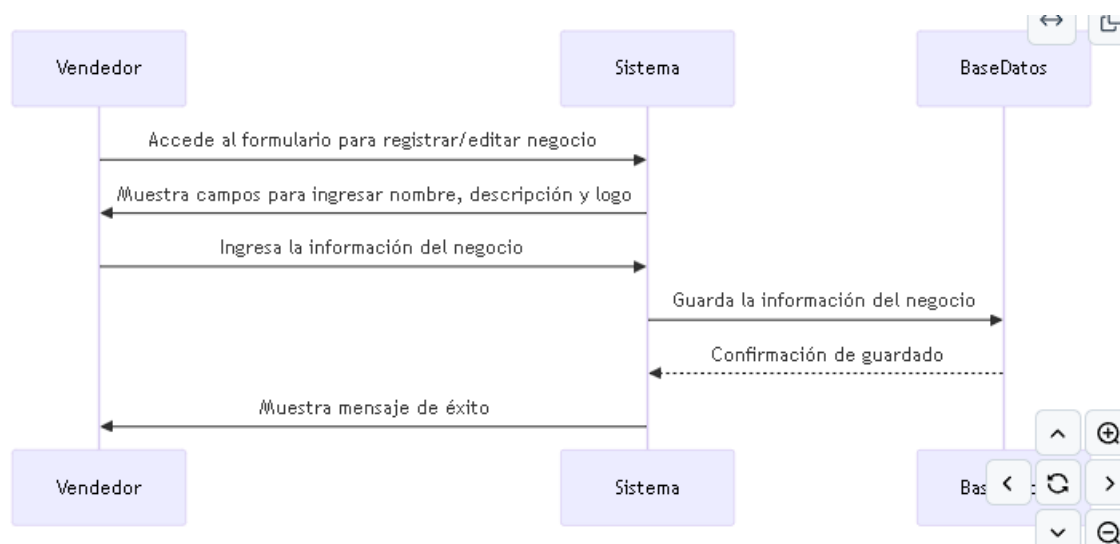 Vendedor
Sistema
BaseDatos
Accede al formulario para registrar/editar negocio
Muestra campos para ingresar nombre, descripción y logo
Ingresa la información del negocio
Guarda la información del negocio
Confirmación de guardado
Muestra mensaje de éxito
Vendedor
Sistema